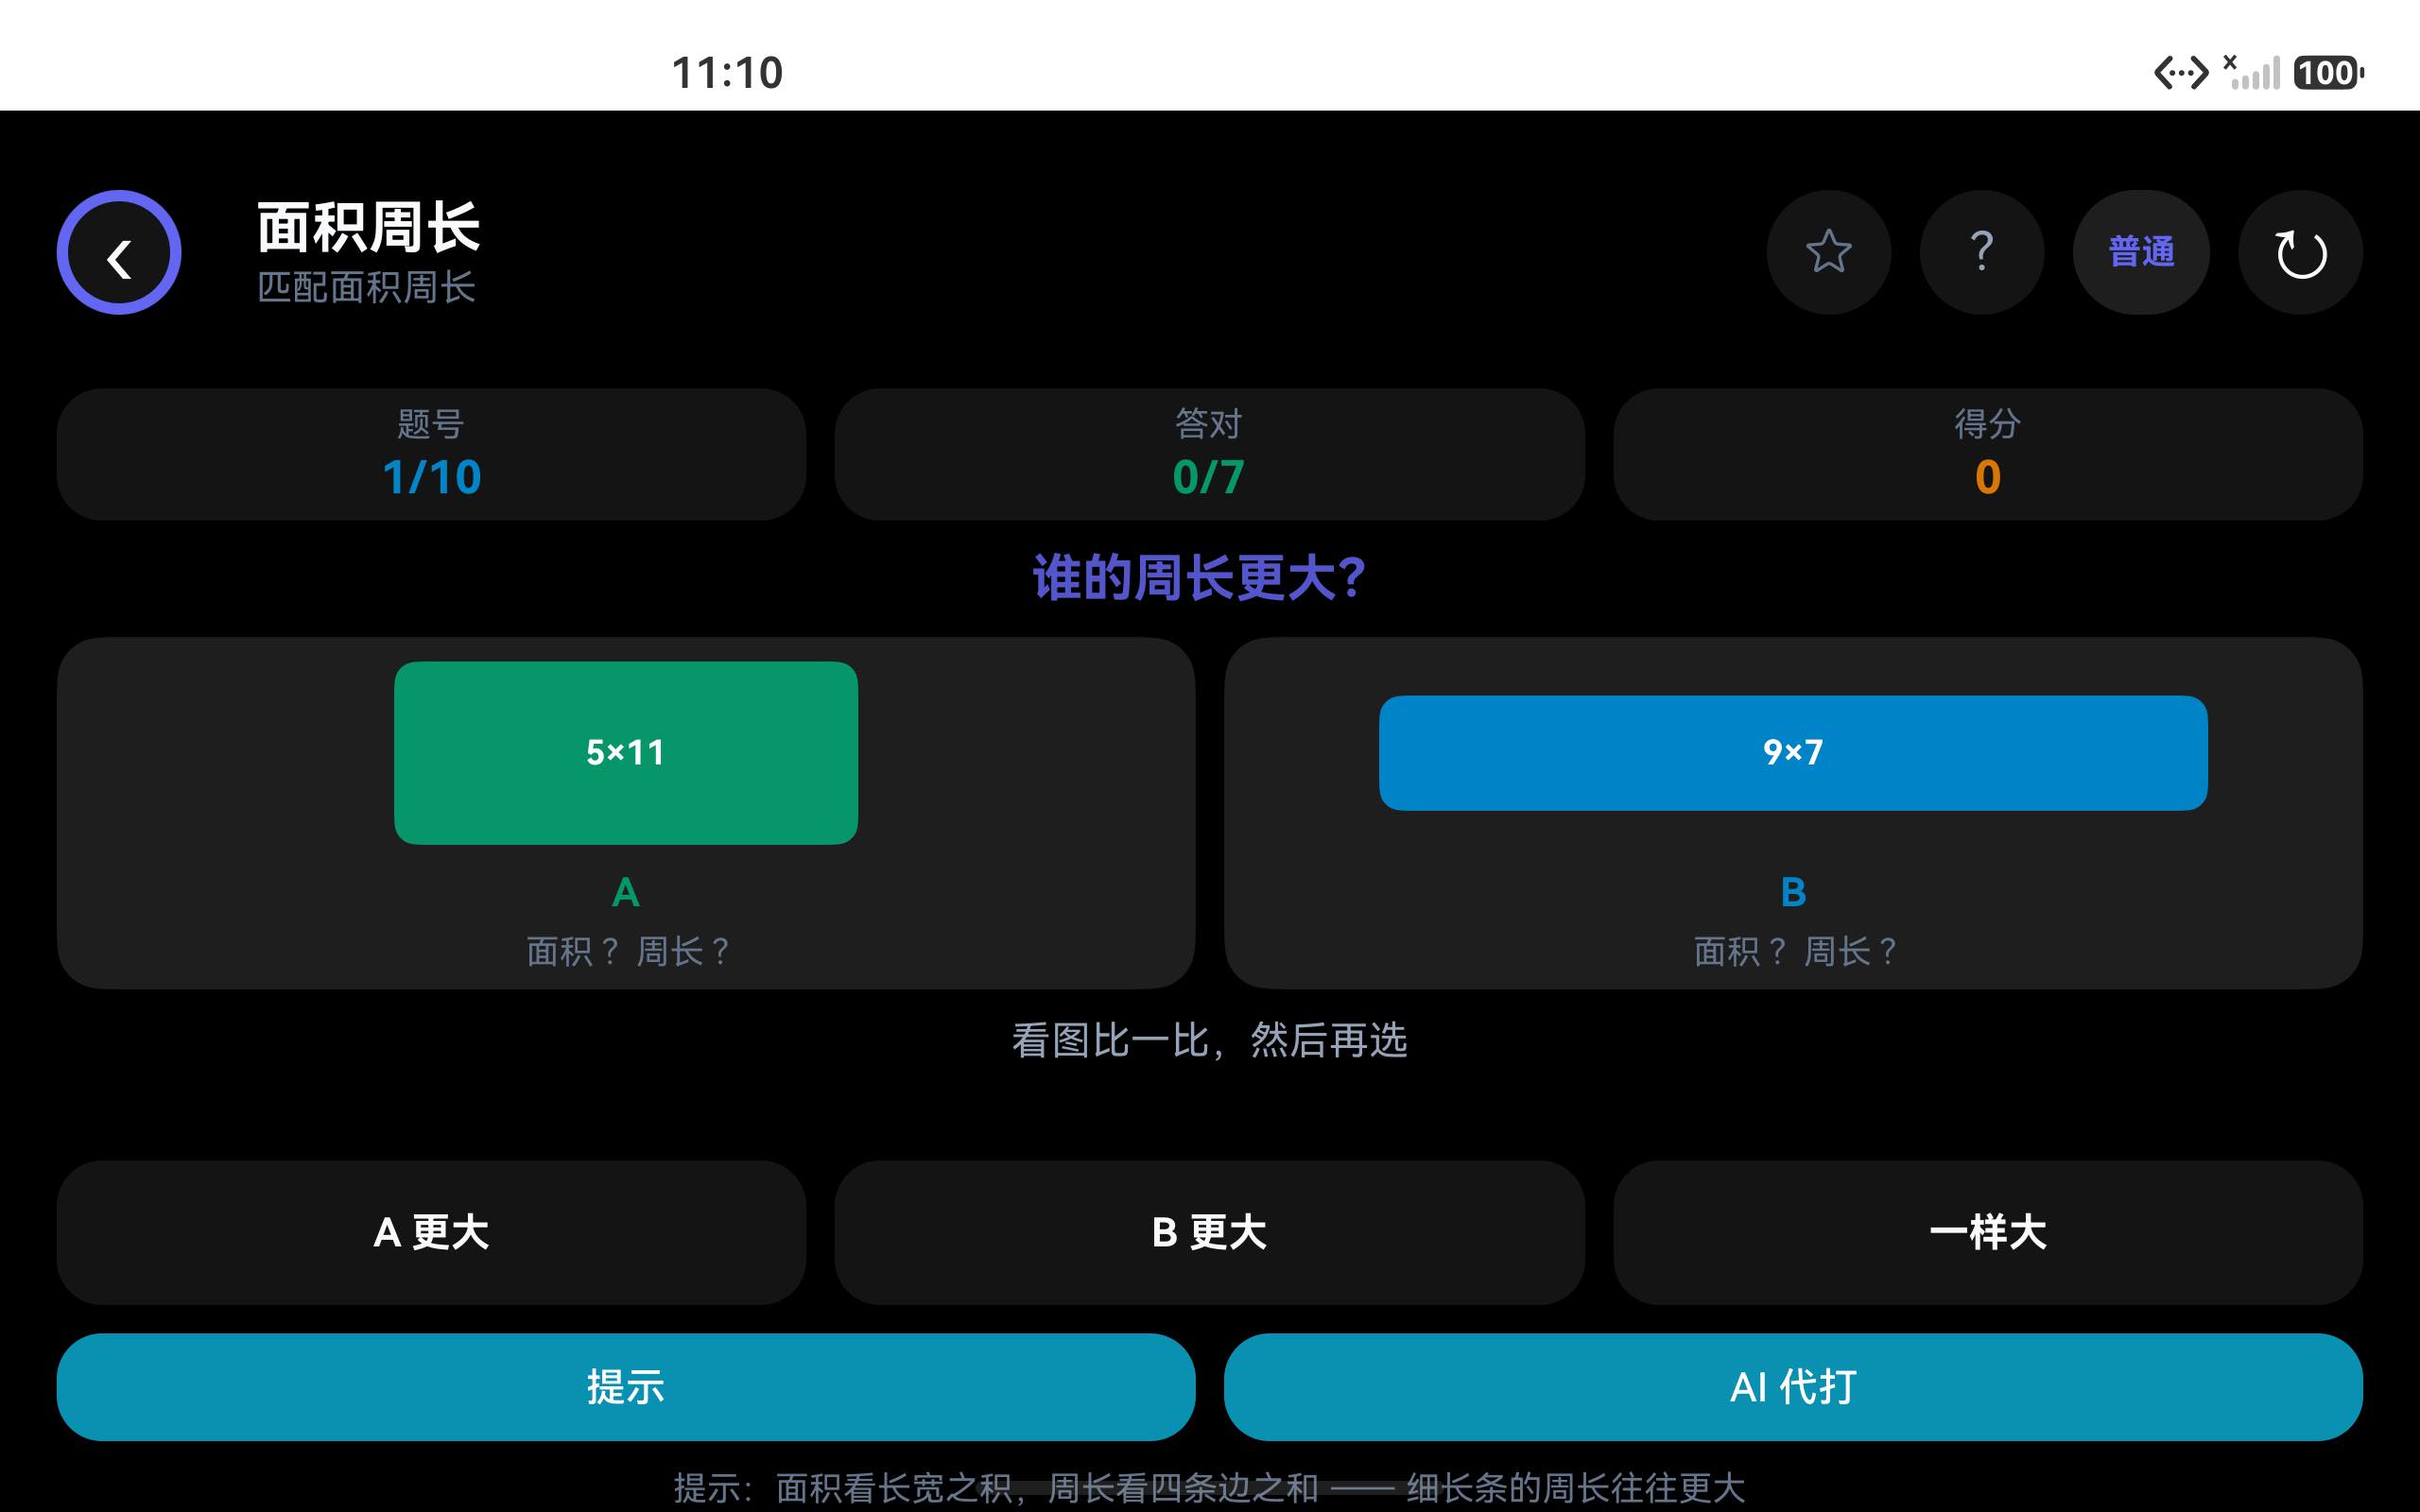 11:10
100
面积周长
匹配面积周长
?
普通
题号
1/10
答对
0/7
得分
0
谁的周长更大?
5×11
9×7
A
B
面积 ? 周长 ?
面积 ? 周长 ?
看图比一比，然后再选
A 更大
B 更大
一样大
提示
AI 代打
提示： 面积看长宽之积，周长看四条边之和 —— 细长条的周长往往更大